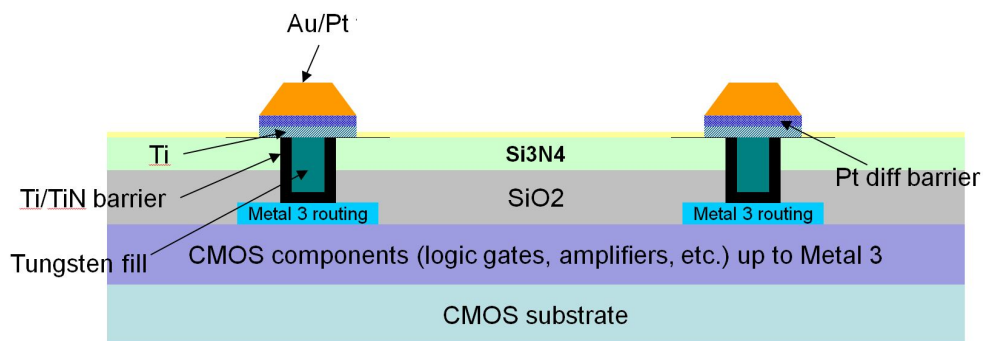 Au/Pt
Ti
Si3N4
Pt diff barrier
Ti/TiN barrier
SiO2
Metal 3 routing
Metal 3 routing
Tungsten fill
CMOS components (logic gates, amplifiers, etc.) up to Metal 3
CMOS substrate